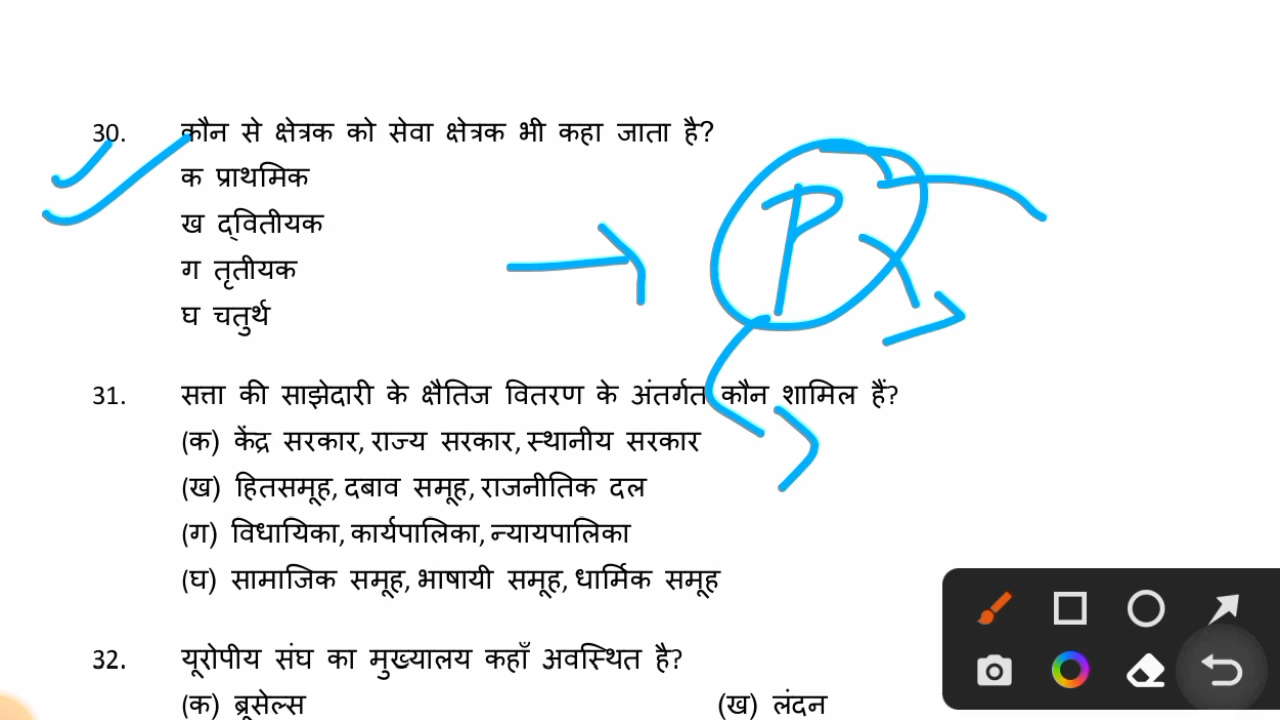 30. कौन से क्षेत्रक को सेवा क्षेत्रक भी कहा जाता है?
क प्राथमिक
ख द्वितीयक
ग तृतीयक
घ चतुर्थ
P
31. सत्ता की साझेदारी के क्षैतिज वितरण के अंतर्गत कौन शामिल हैं?
(क) केंद्र सरकार, राज्य सरकार, स्थानीय सरकार
(ख) हितसमूह, दबाव समूह, राजनीतिक दल
(ग) विधायिका, कार्यपालिका, न्यायपालिका
(घ) सामाजिक समूह, भाषायी समूह, धार्मिक समूह
32. यूरोपीय संघ का मुख्यालय कहाँ अवस्थित है?
(क) ब्रूसेल्स (ख) लंदन